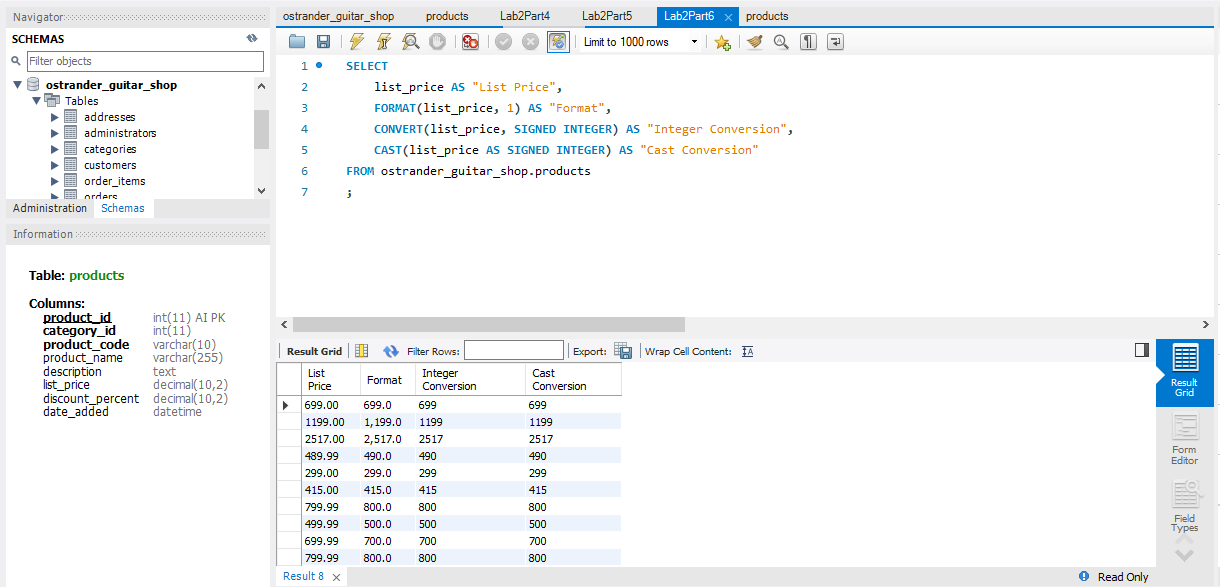 Navigator
SCHEMAS
Filter objects
ostrander_guitar_shop
Tables
addresses
administrators
categories
customers
order_items
orders
Administration Schemas
Information
Table: products
Columns:
product_id int(11) AI PK
category_id int(11)
product_code varchar(10)
product_name varchar(255)
description text
list_price decimal(10,2)
discount_percent decimal(10,2)
date_added datetime
ostrander_guitar_shop products Lab2Part4 Lab2Part5 Lab2Part6 products
Limit to 1000 rows
1 SELECT
2 list_price AS "List Price",
3 FORMAT(list_price, 1) AS "Format",
4 CONVERT(list_price, SIGNED INTEGER) AS "Integer Conversion",
5 CAST(list_price AS SIGNED INTEGER) AS "Cast Conversion"
6 FROM ostrander_guitar_shop.products
7 ;
Result Grid Filter Rows: Export: Wrap Cell Content:
List Price Format Integer Conversion Cast Conversion
699.00 699.0 699 699
1199.00 1,199.0 1199 1199
2517.00 2,517.0 2517 2517
489.99 490.0 490 490
299.00 299.0 299 299
415.00 415.0 415 415
799.99 800.0 800 800
499.99 500.0 500 500
699.99 700.0 700 700
799.99 800.0 800 800
Result Grid
Form Editor
Field Types
Result 8
Read Only